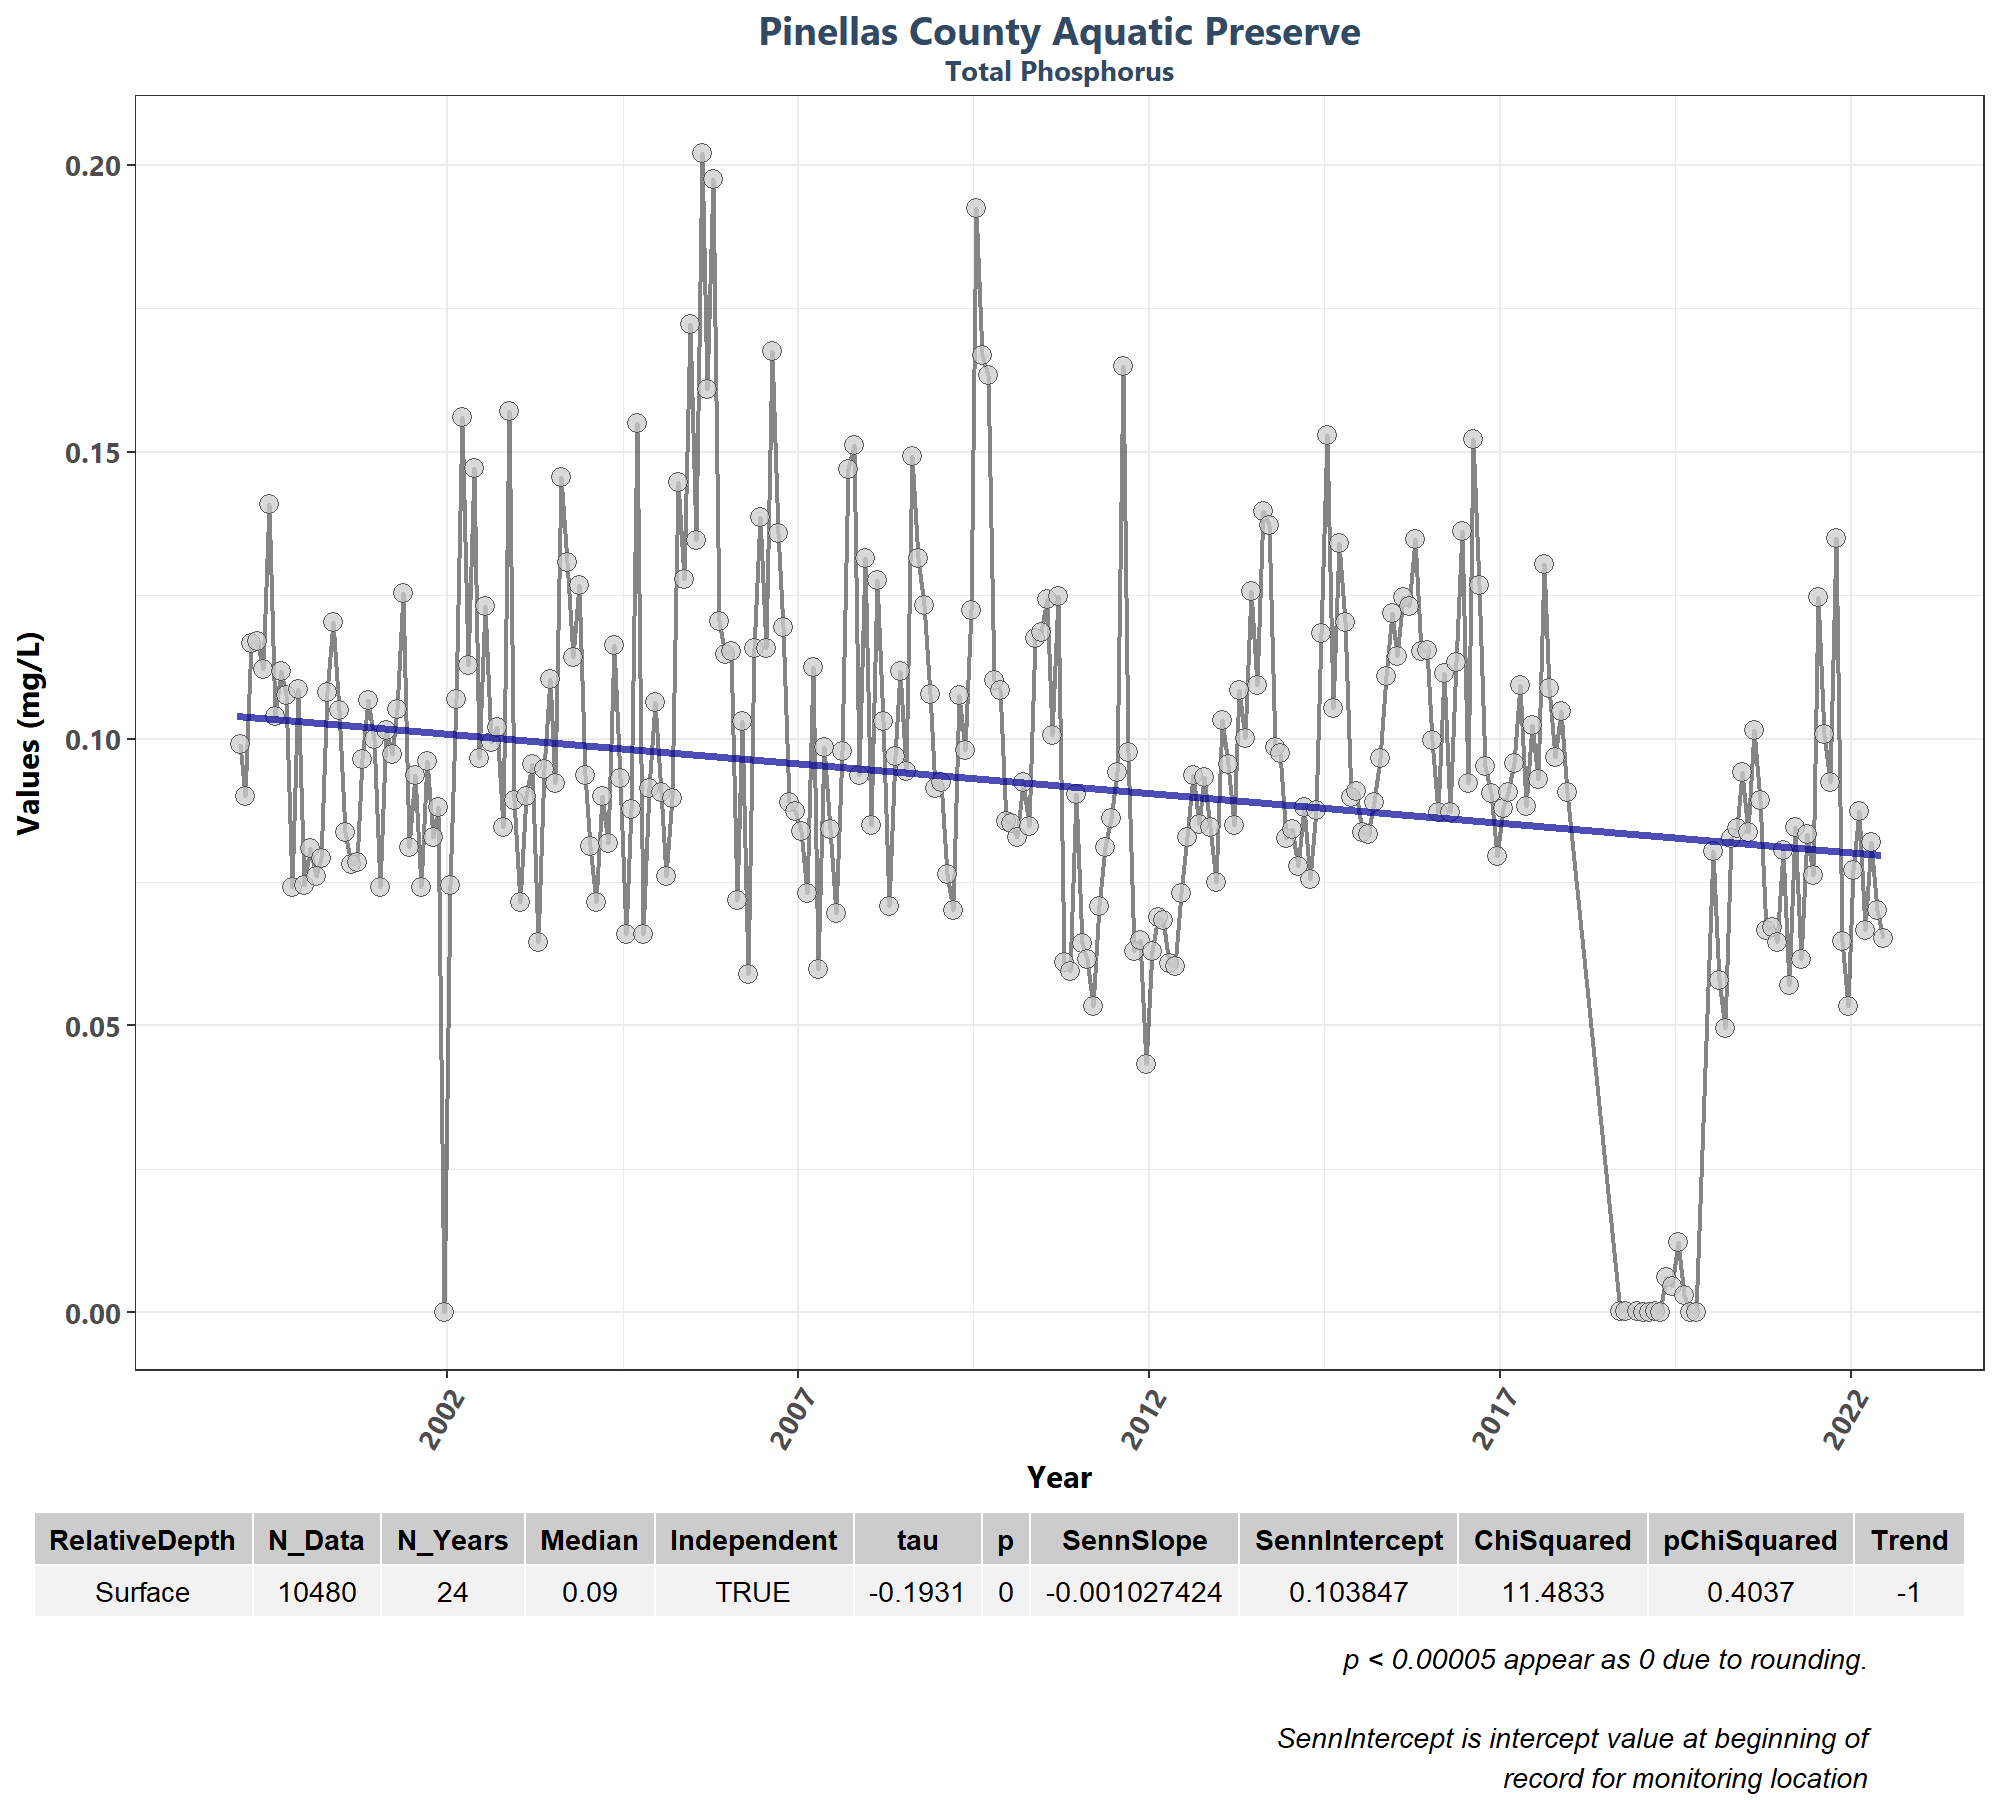 Pinellas County Aquatic Preserve
Total Phosphorus
Values (mg/L)
0.20
0.15
0.10
0.05
0.00
2002 2007 2012 2017 2022
Year
RelativeDepth N_Data N_Years Median Independent tau p SennSlope SennIntercept ChiSquared pChiSquared Trend
Surface 10480 24 0.09 TRUE -0.1931 0 -0.001027424 0.103847 11.4833 0.4037 -1
p < 0.00005 appear as 0 due to rounding.
SennIntercept is intercept value at beginning of
record for monitoring location